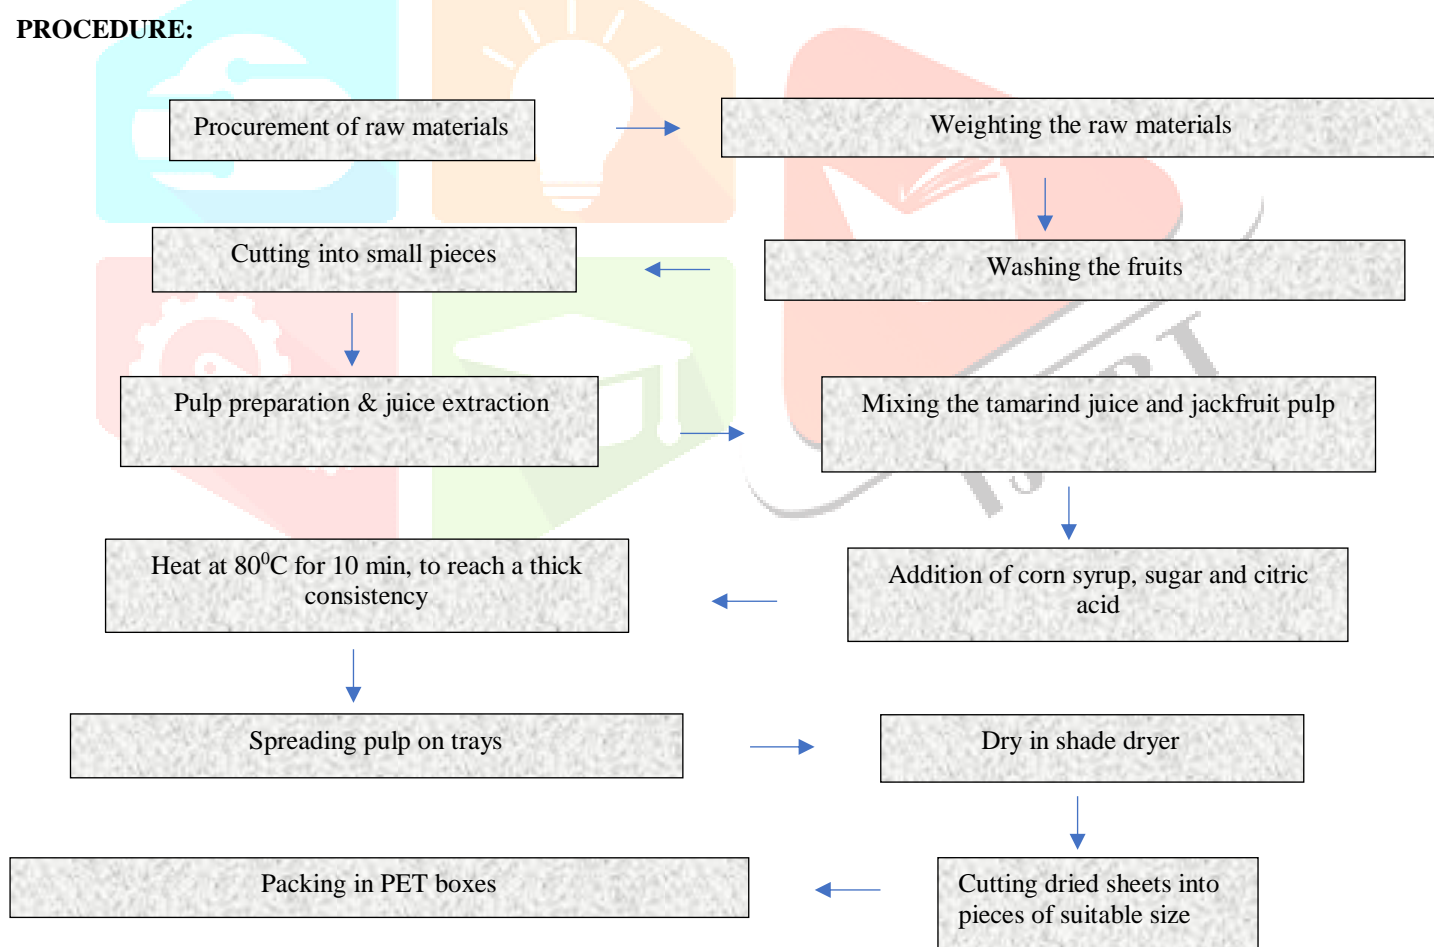 PROCEDURE:
Procurement of raw materials
Weighting the raw materials
Washing the fruits
Cutting into small pieces
Pulp preparation & juice extraction
Mixing the tamarind juice and jackfruit pulp
Addition of corn syrup, sugar and citric
acid
Heat at 80⁰C for 10 min, to reach a thick
consistency
Spreading pulp on trays
Dry in shade dryer
Cutting dried sheets into
pieces of suitable size
Packing in PET boxes